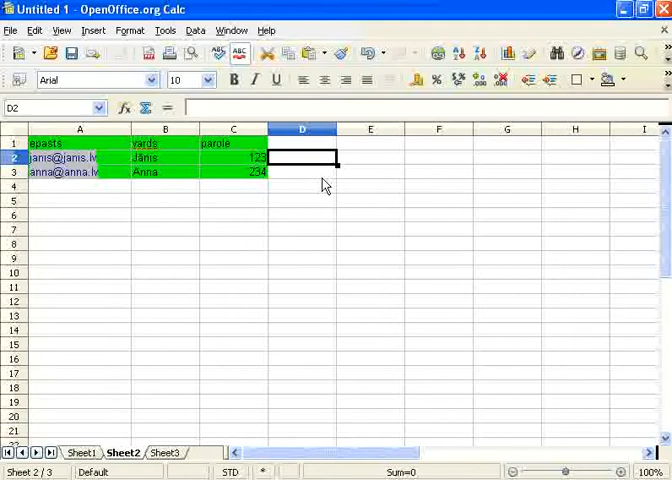 Untitled 1 - OpenOffice.org Calc
File Edit View Insert Format Tools Data Window Help
Arial 10
D2
A B C D E F G H I
1 epasts vards parole
2 janis@janis.lv Jānis 123
3 anna@anna.lv Anna 234
4
5
6
7
8
9
10
11
12
13
14
15
16
17
18
19
20
21
22
Sheet1 Sheet2 Sheet3
Sheet 2 / 3 Default STD * Sum=0 100%